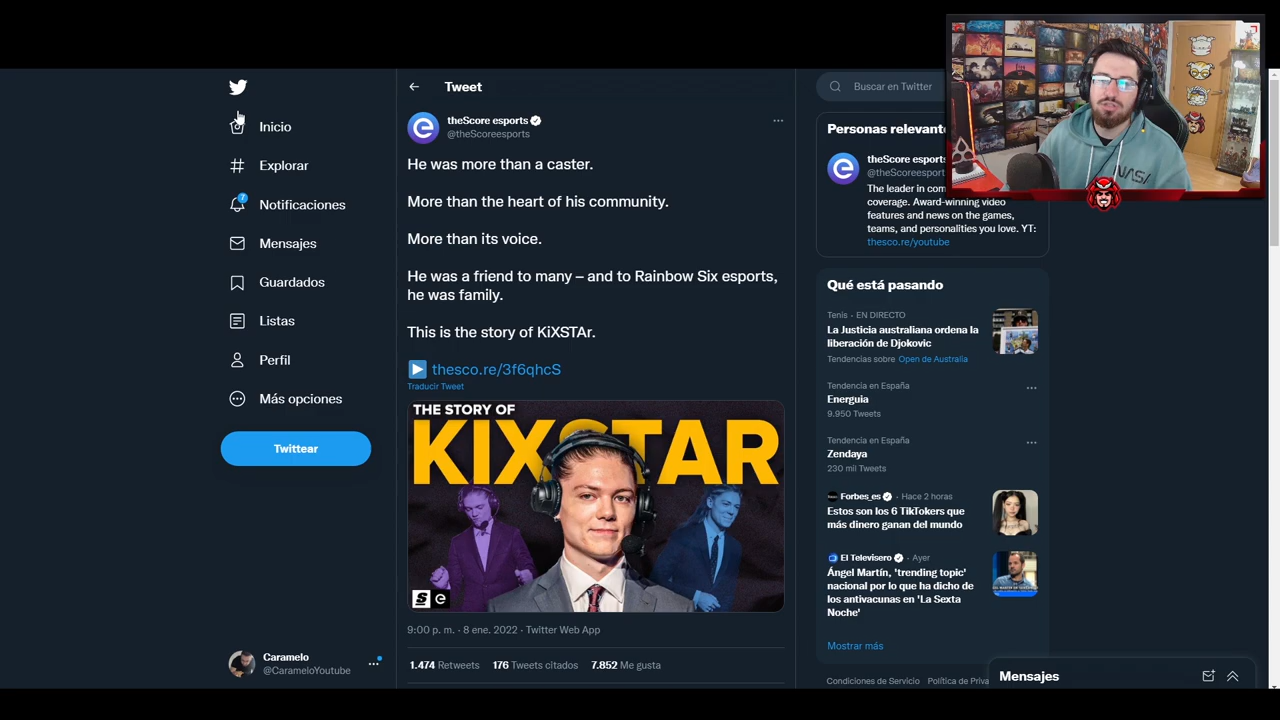 Tweet
Buscar en Twitter
Inicio
Explorar
7
Notificaciones
Mensajes
Guardados
Listas
Perfil
Más opciones
Twittear
Caramelo
@CarameloYoutube
theScore esports
@theScoreesports
He was more than a caster.
More than the heart of his community.
More than its voice.
He was a friend to many – and to Rainbow Six esports,
he was family.
This is the story of KiXSTAr.
thesco.re/3f6qhcS
Traducir Tweet
THE STORY OF
KIXSTAR
9:00 p. m. · 8 ene. 2022 · Twitter Web App
1.474 Retweets 176 Tweets citados 7.852 Me gusta
Personas relevant
theScore esports
@theScoreesports
The leader in com
coverage. Award-winning video
features and news on the games,
teams, and personalities you love. YT:
thesco.re/youtube
NASA
Qué está pasando
Tenis · EN DIRECTO
La Justicia australiana ordena la
liberación de Djokovic
Tendencias sobre Open de Australia
Tendencia en España
Energuia
9.950 Tweets
Tendencia en España
Zendaya
230 mil Tweets
Forbes_es · Hace 2 horas
Estos son los 6 TikTokers que
más dinero ganan del mundo
El Televisero · Ayer
Ángel Martín, 'trending topic'
nacional por lo que ha dicho de
los antivacunas en 'La Sexta
Noche'
Mostrar más
Condiciones de Servicio Política de Priva
Mensajes